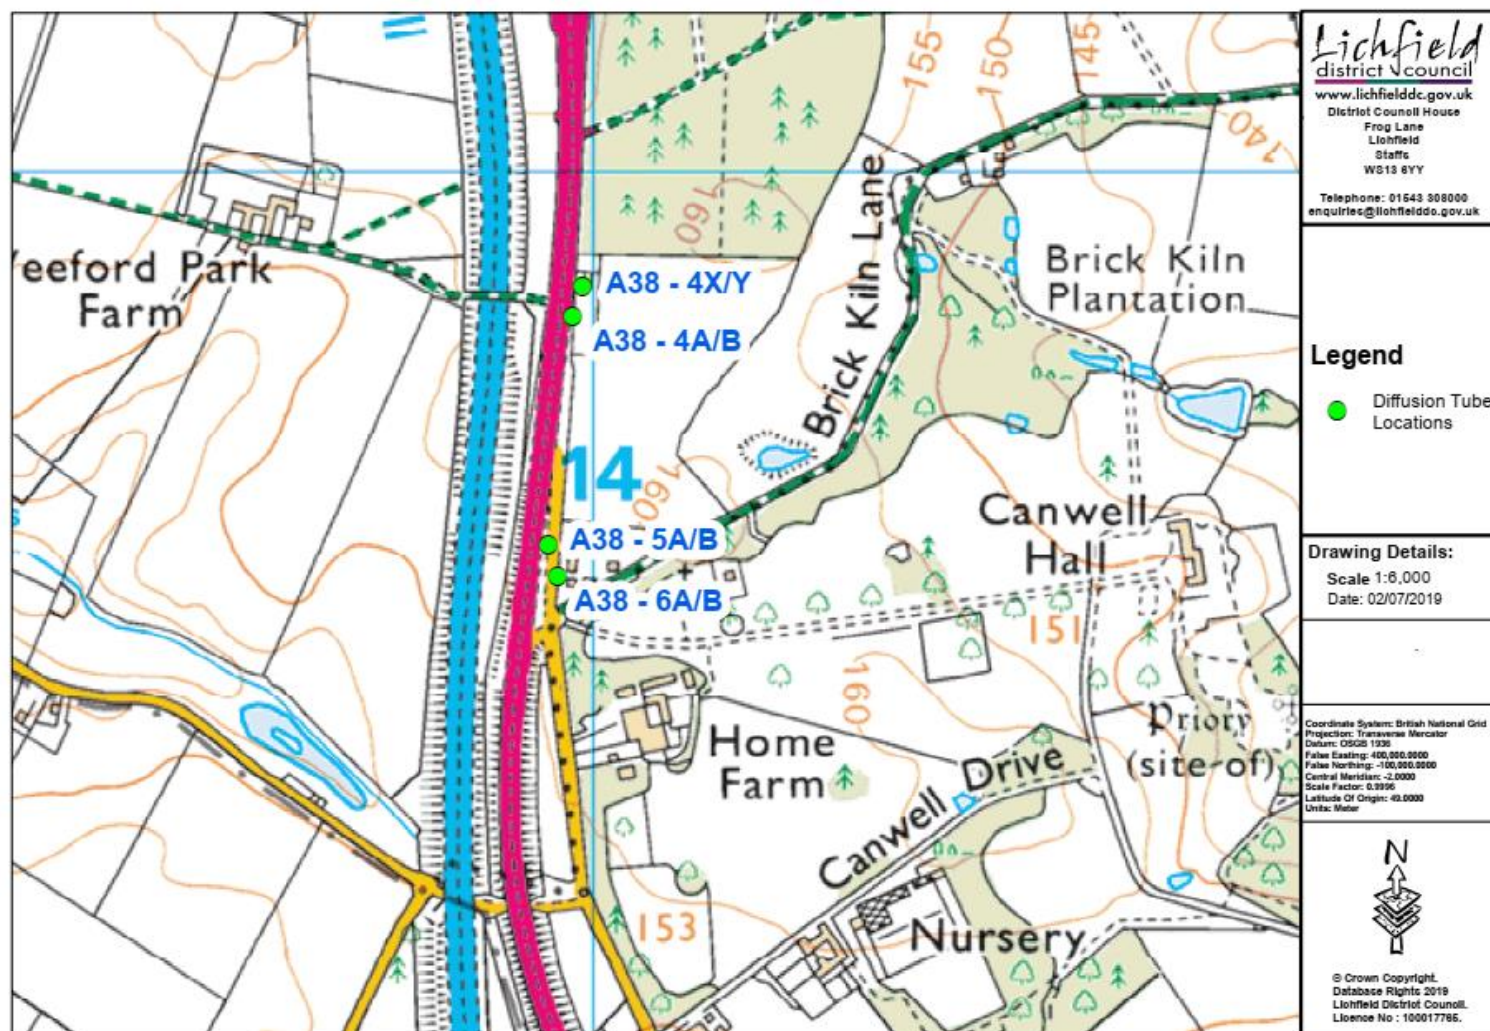 155
150
145
140
160
Veeford Park
Farm
A38 - 4X/Y
A38 - 4A/B
Brick Kiln Lane
Brick Kiln
Plantation
14
160
A38 - 5A/B
A38 - 6A/B
Canwell
Hall
151
160
Home
Farm
Priory
(site of)
Canwell Drive
153
Nursery
Lichfield
district council
www.lichfielddc.gov.uk
District Council House
Frog Lane
Lichfield
Staffs
WS13 6YY
Telephone: 01543 308000
enquiries@lichfielddc.gov.uk
Legend
Diffusion Tube
Locations
Drawing Details:
Scale 1:6,000
Date: 02/07/2019
-
Coordinate System: British National Grid
Projection: Transverse Mercator
Datum: OSGB 1936
False Easting: 400,000.0000
False Northing: -100,000.0000
Central Meridian: -2.0000
Scale Factor: 0.9996
Latitude Of Origin: 49.0000
Units: Meter
N
© Crown Copyright.
Database Rights 2019
Lichfield District Council.
Licence No : 100017765.